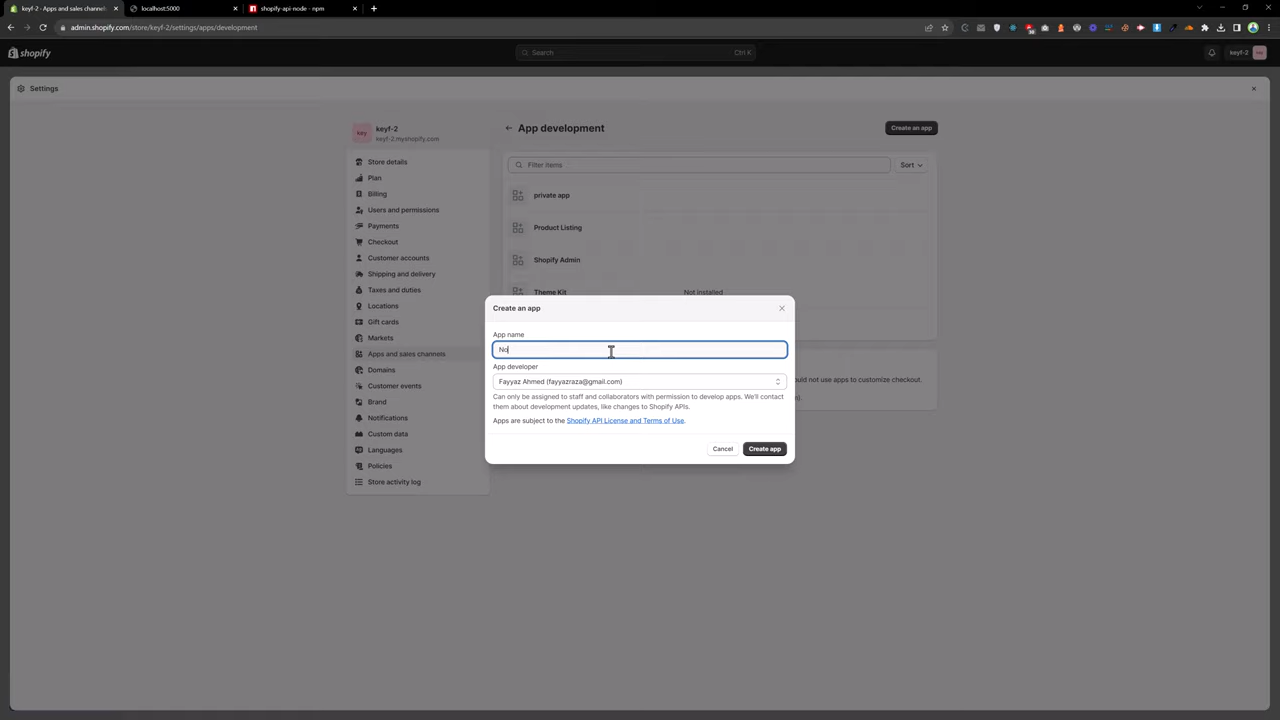 keyf-2 - Apps and sales channel
localhost:5000
shopify-api-node - npm
admin.shopify.com/store/keyf-2/settings/apps/development
shopify
Search
Ctrl K
keyf-2
Settings
key
keyf-2
keyf-2.myshopify.com
Store details
Plan
Billing
Users and permissions
Payments
Checkout
Customer accounts
Shipping and delivery
Taxes and duties
Locations
Gift cards
Markets
Apps and sales channels
Domains
Customer events
Brand
Notifications
Custom data
Languages
Policies
Store activity log
App development
Create an app
Filter items
Sort
private app
Product Listing
Shopify Admin
Theme Kit
Not installed
ould not use apps to customize checkout.
Create an app
App name
No
App developer
Fayyaz Ahmed (fayyazraza@gmail.com)
Can only be assigned to staff and collaborators with permission to develop apps. We'll contact
them about development updates, like changes to Shopify APIs.
Apps are subject to the Shopify API License and Terms of Use.
Cancel
Create app